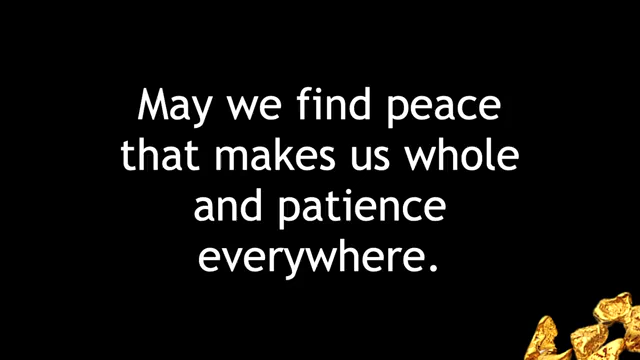 May we find peace
that makes us whole
and patience
everywhere.